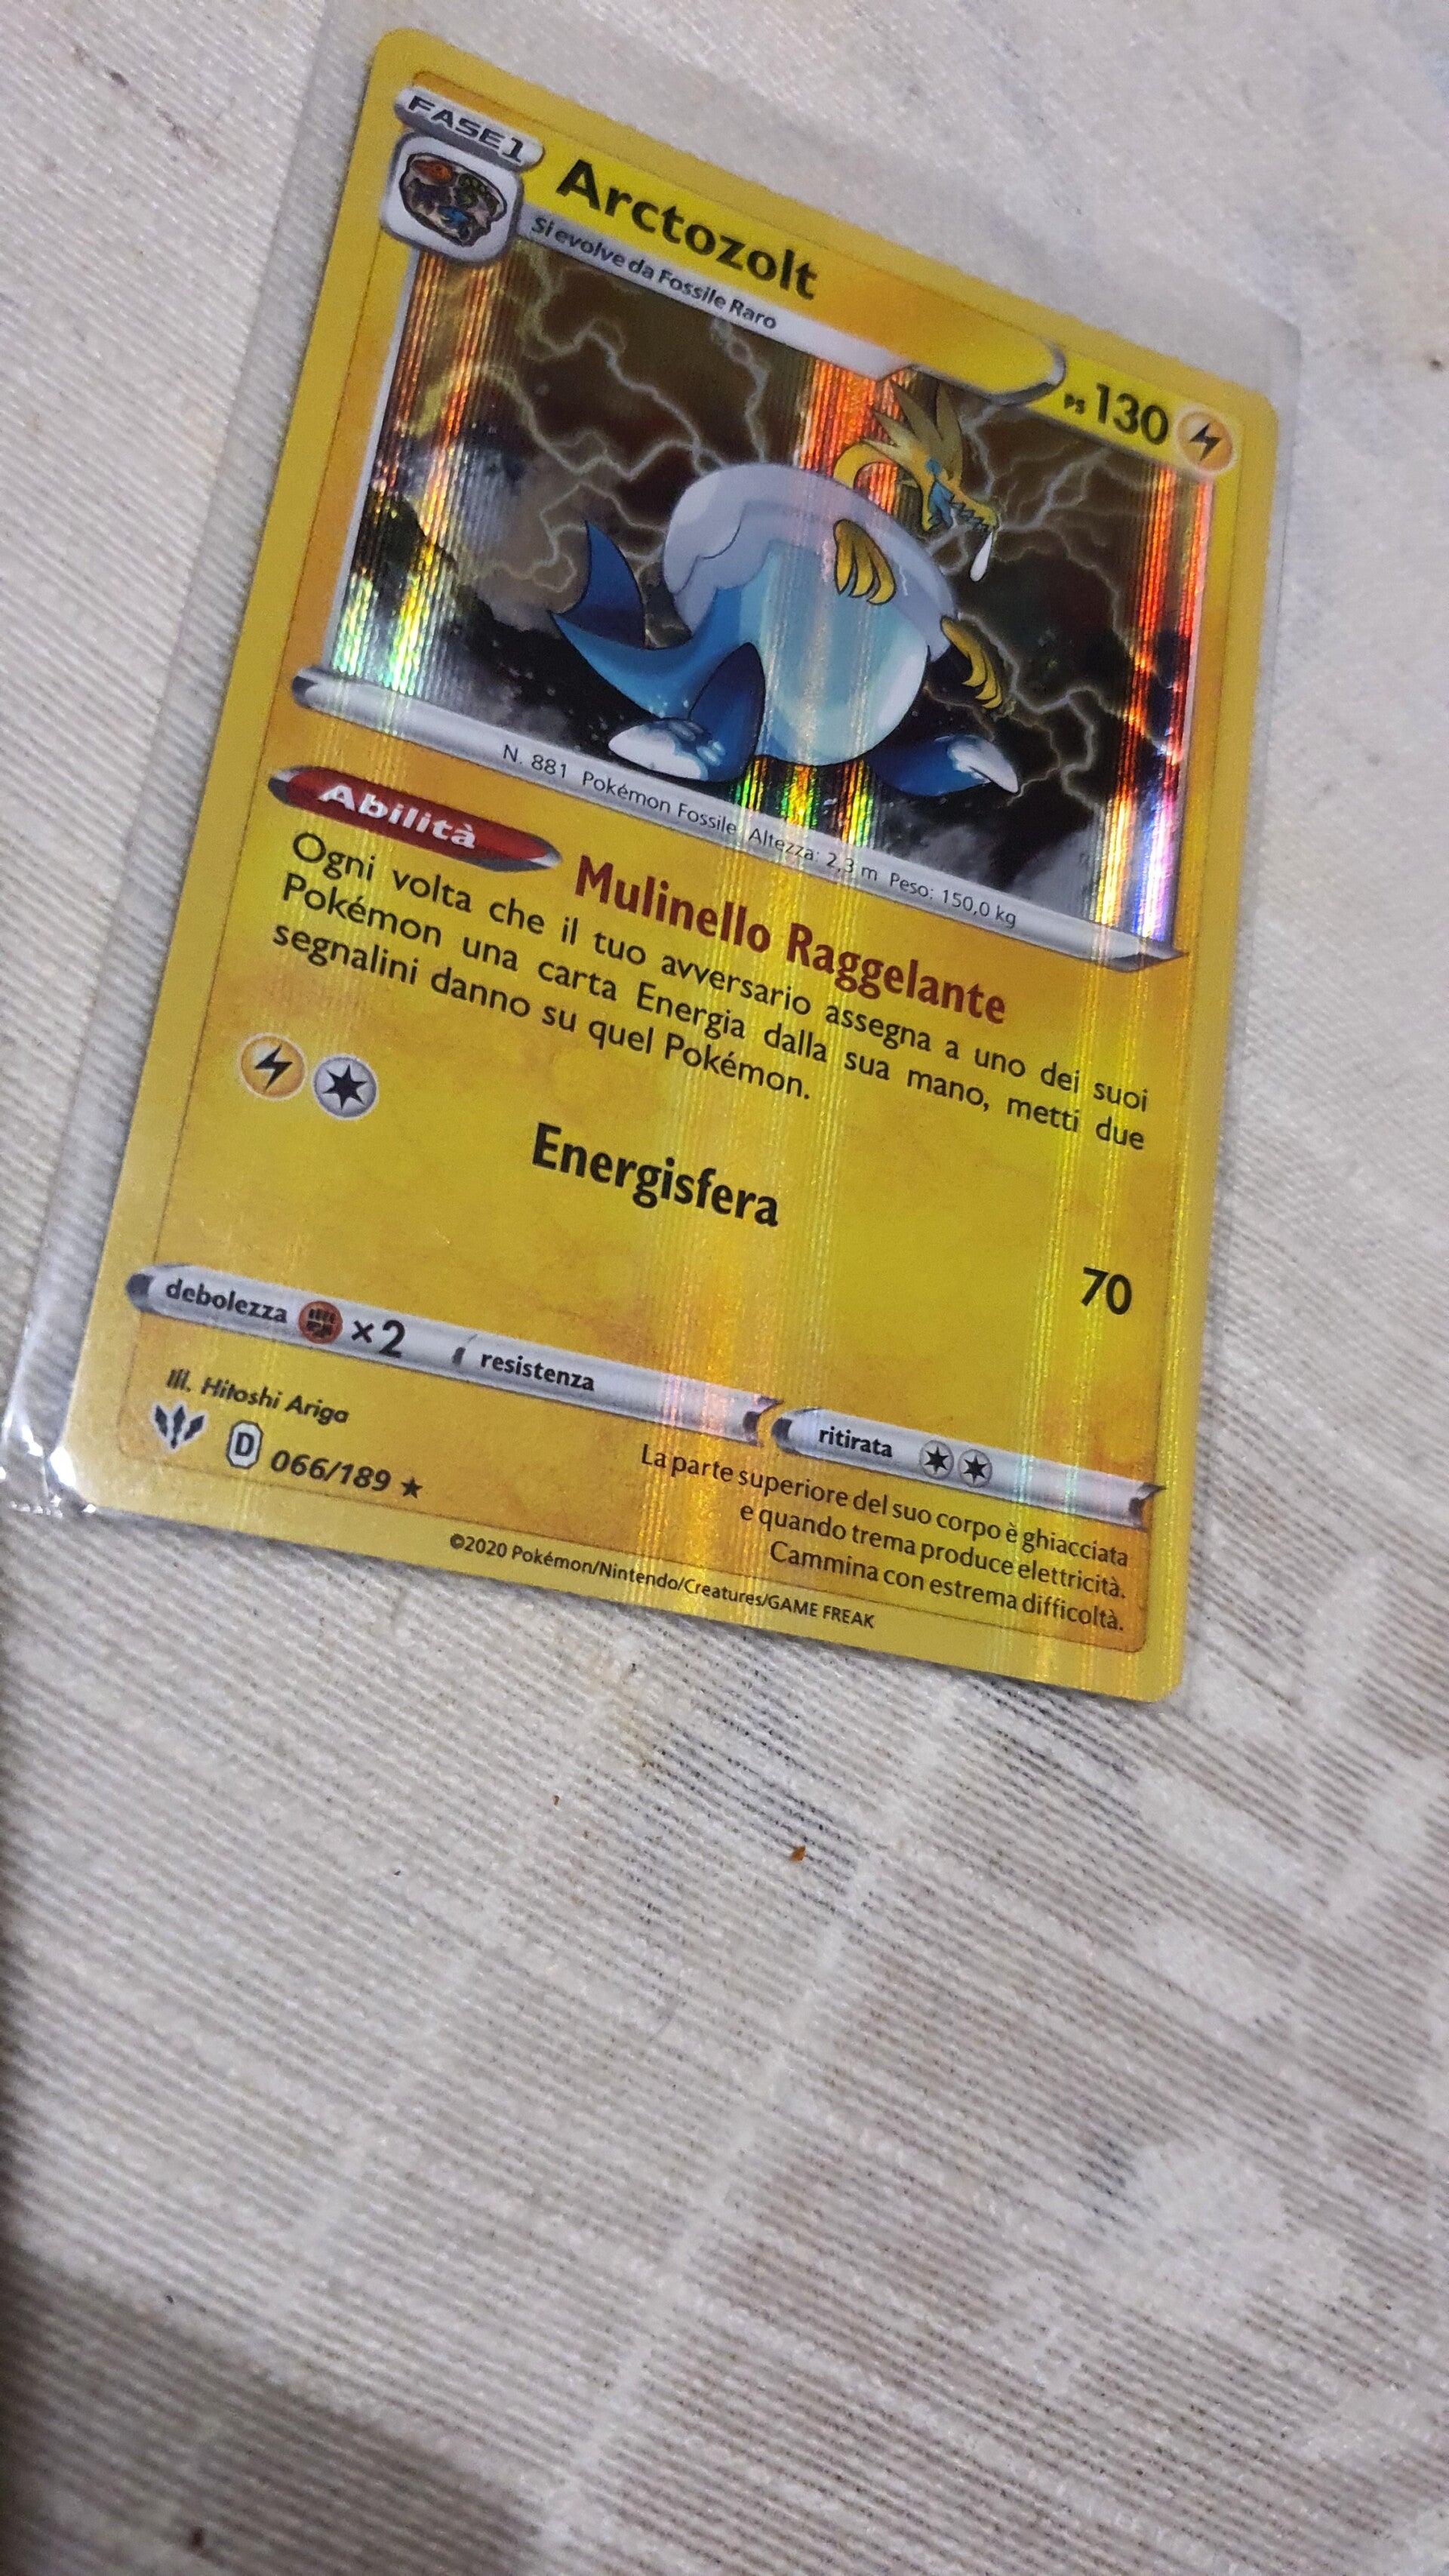 FASE 1
Arctozolt
Si evolve da Fossile Raro
PS 130
N. 881 Pokémon Fossile Altezza: 2,3 m Peso: 150,0 kg
Abilità Mulinello Raggelante
Ogni volta che il tuo avversario assegna a uno dei suoi
Pokémon una carta Energia dalla sua mano, metti due
segnalini danno su quel Pokémon.
Energisfera 70
debolezza ×2 resistenza ritirata
Ill. Hitoshi Ariga
D 066/189 ★
La parte superiore del suo corpo è ghiacciata
e quando trema produce elettricità.
Cammina con estrema difficoltà.
©2020 Pokémon/Nintendo/Creatures/GAME FREAK